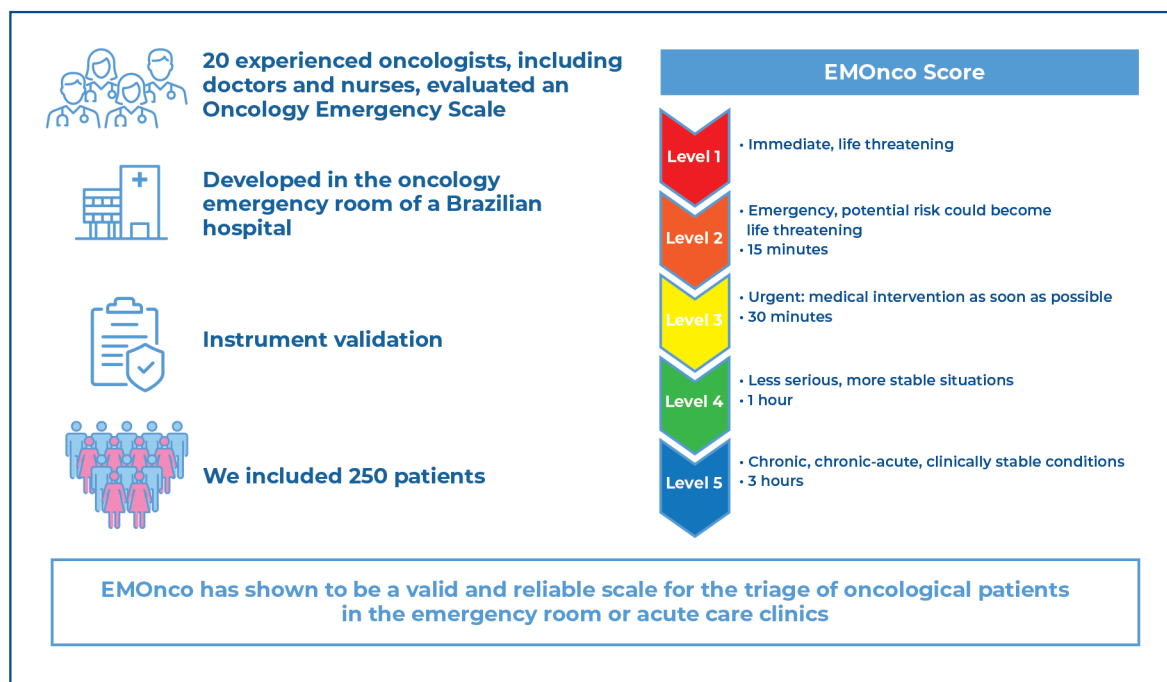 20 experienced oncologists, including
doctors and nurses, evaluated an
Oncology Emergency Scale
Developed in the oncology
emergency room of a Brazilian
hospital
Instrument validation
We included 250 patients
EMOnco Score
Level 1
• Immediate, life threatening
Level 2
• Emergency, potential risk could become
life threatening
• 15 minutes
Level 3
• Urgent: medical intervention as soon as possible
• 30 minutes
Level 4
• Less serious, more stable situations
• 1 hour
Level 5
• Chronic, chronic-acute, clinically stable conditions
• 3 hours
EMOnco has shown to be a valid and reliable scale for the triage of oncological patients
in the emergency room or acute care clinics